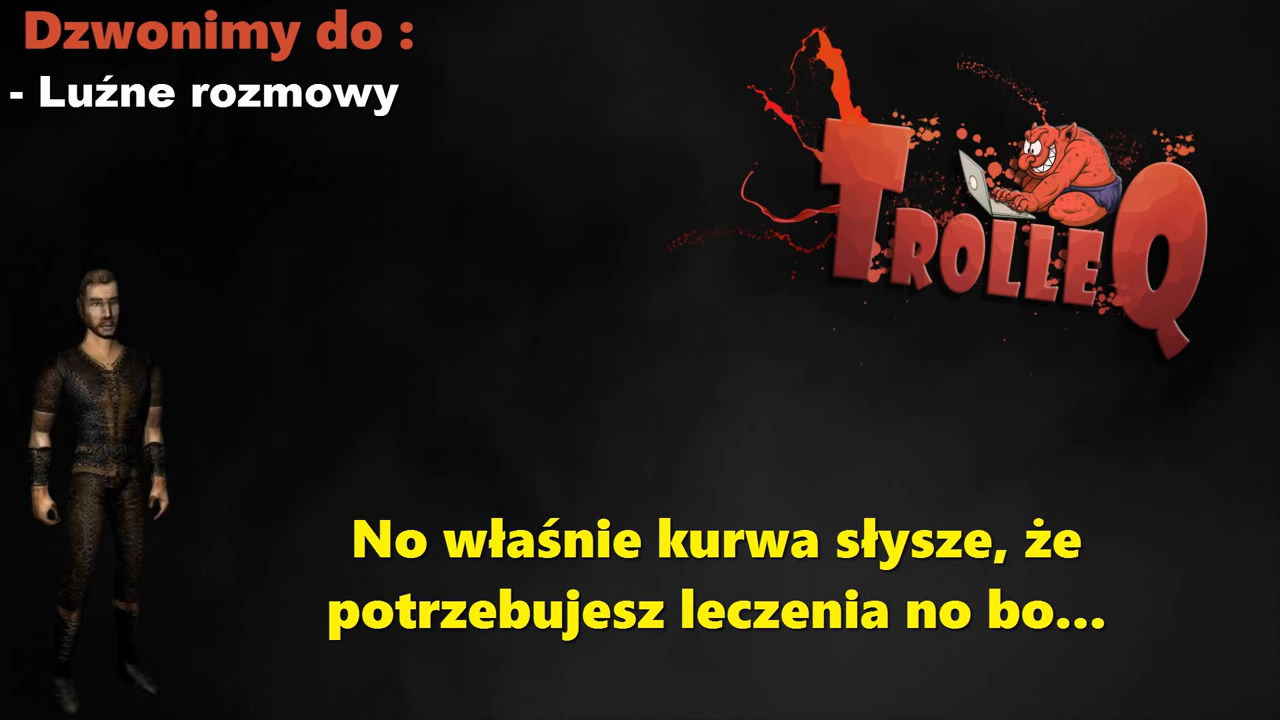 Dzwonimy do :
- Luźne rozmowy
TROLLEQ
No właśnie kurwa słysze, że
potrzebujesz leczenia no bo...